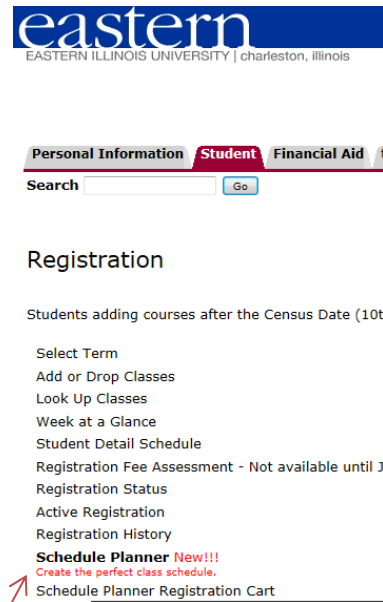 eastern
EASTERN ILLINOIS UNIVERSITY | charleston, illinois
Personal Information Student Financial Aid
Search Go
Registration
Students adding courses after the Census Date (10t
Select Term
Add or Drop Classes
Look Up Classes
Week at a Glance
Student Detail Schedule
Registration Fee Assessment - Not available until J
Registration Status
Active Registration
Registration History
Schedule Planner New!!!
Create the perfect class schedule.
Schedule Planner Registration Cart